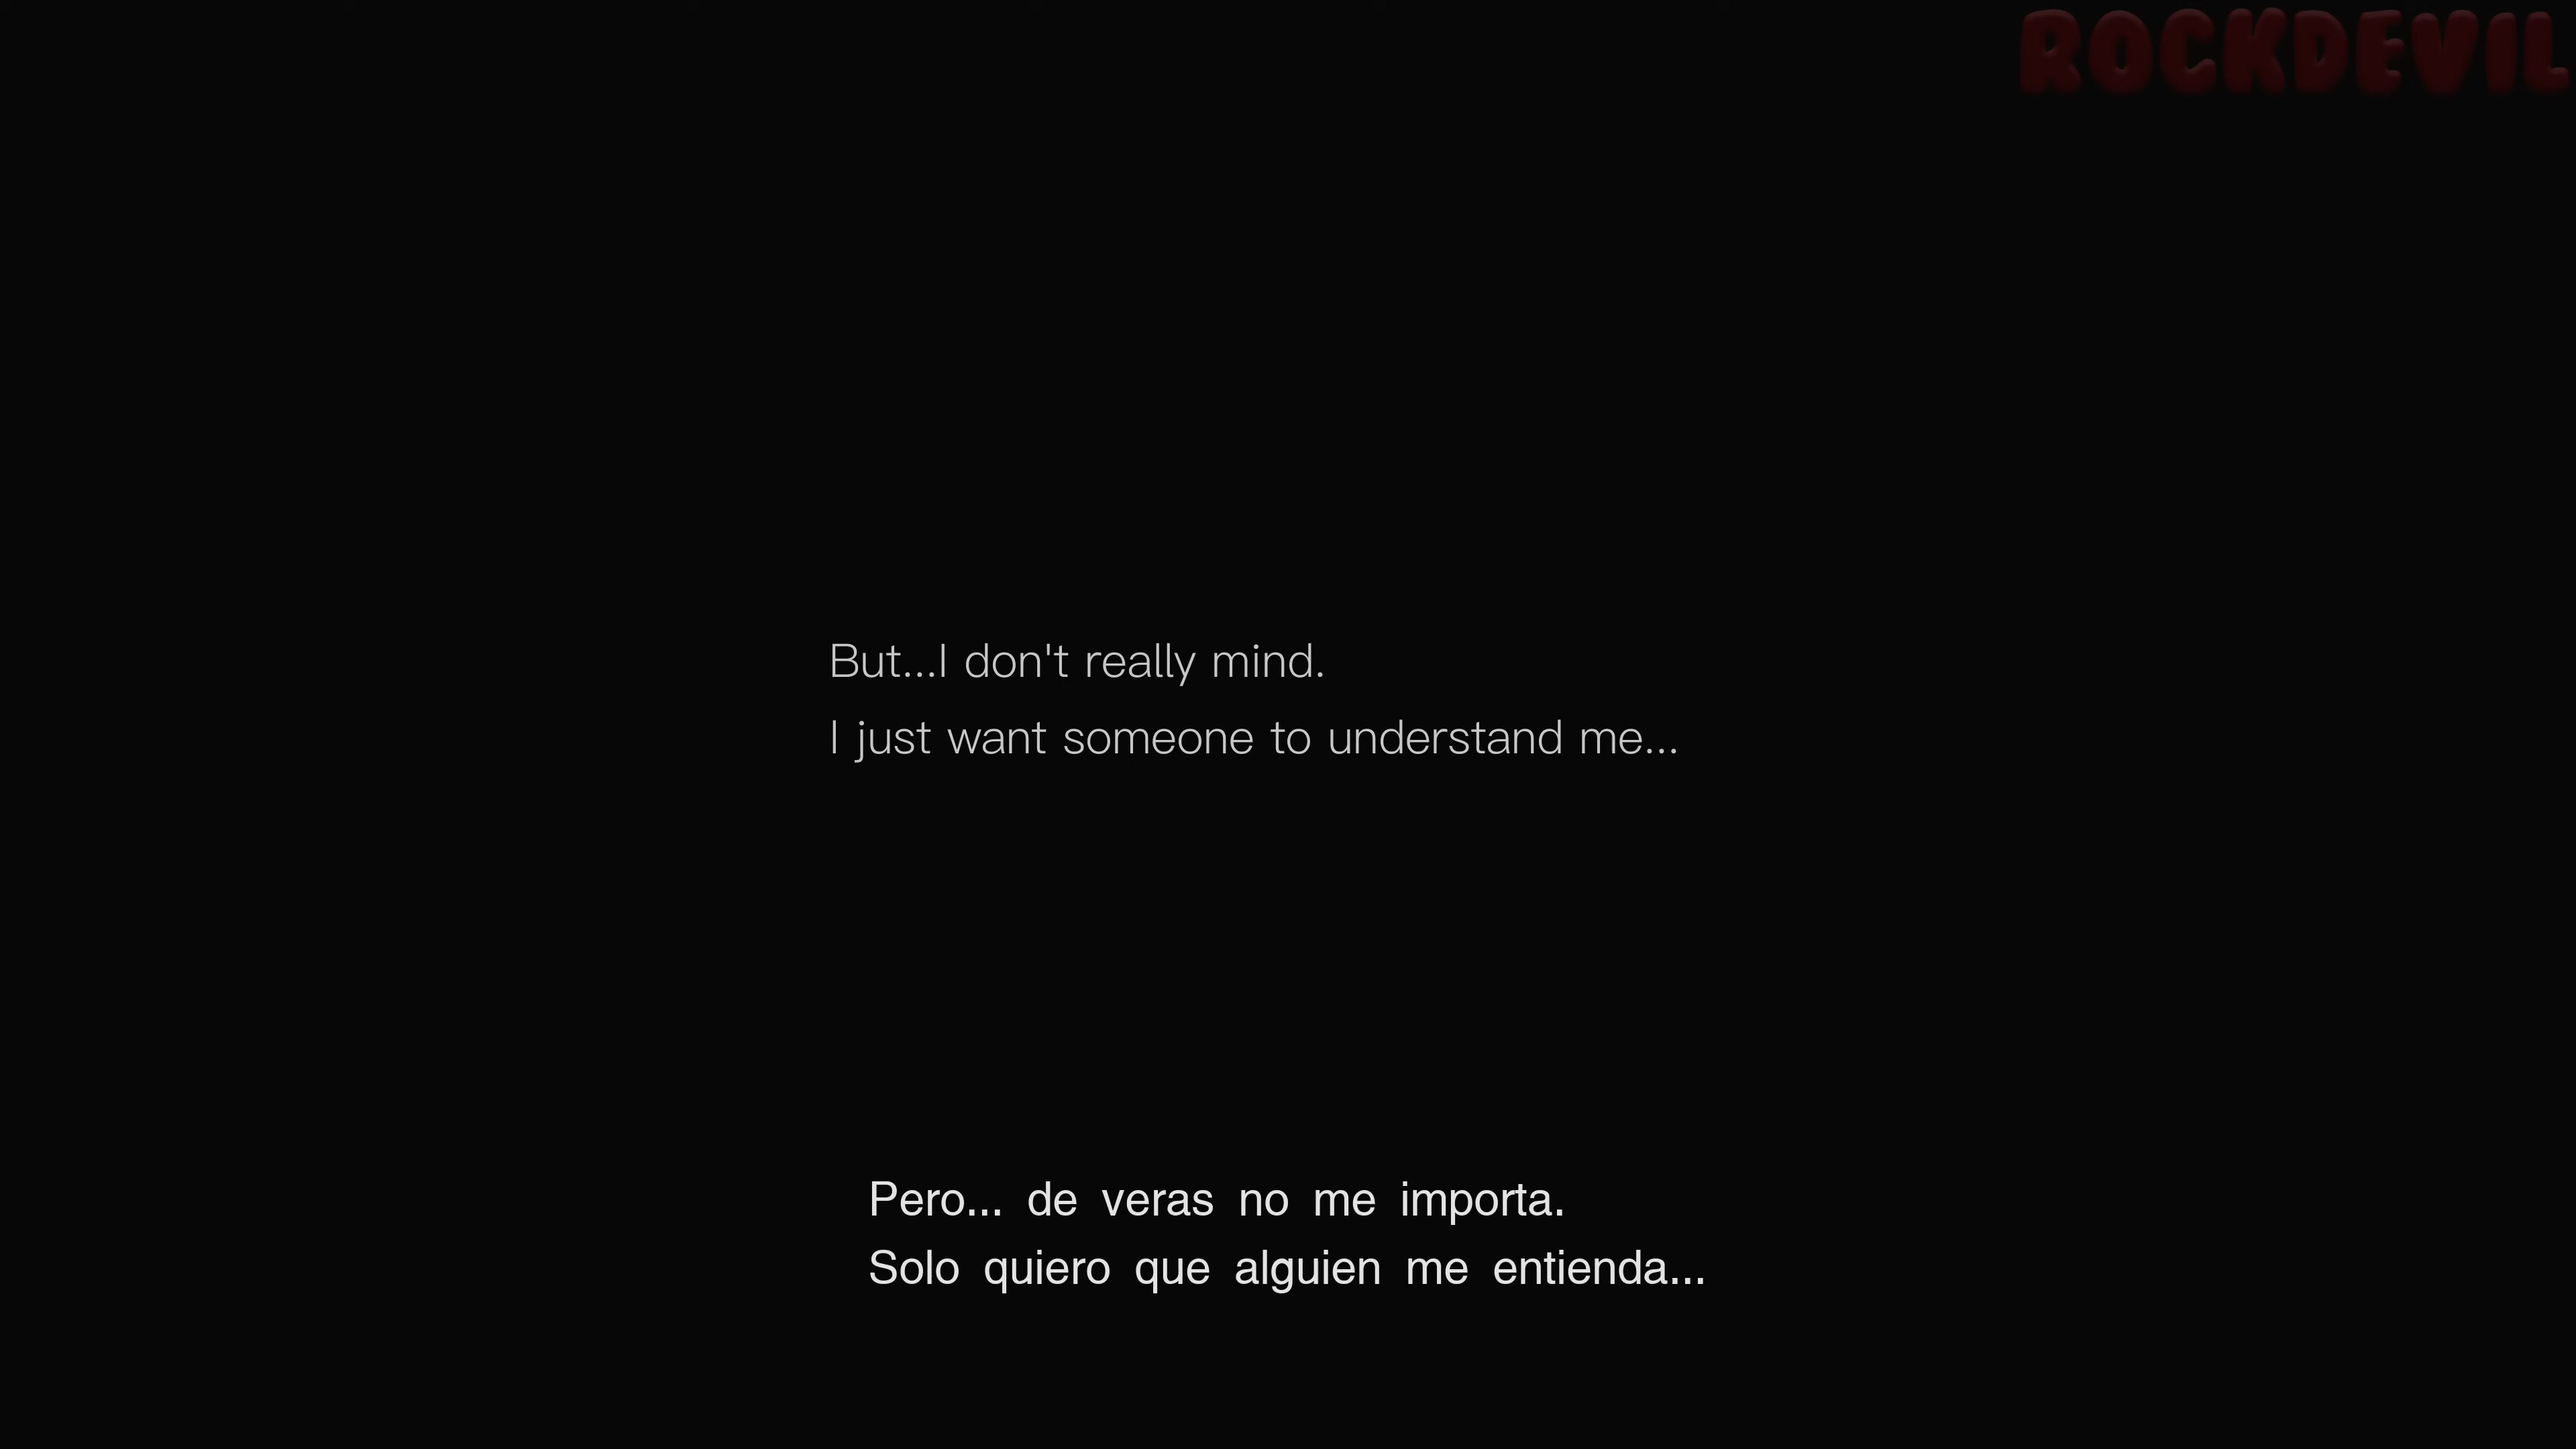 ROCKDEVIL
But...I don't really mind.
I just want someone to understand me...
Pero... de veras no me importa.
Solo quiero que alguien me entienda...